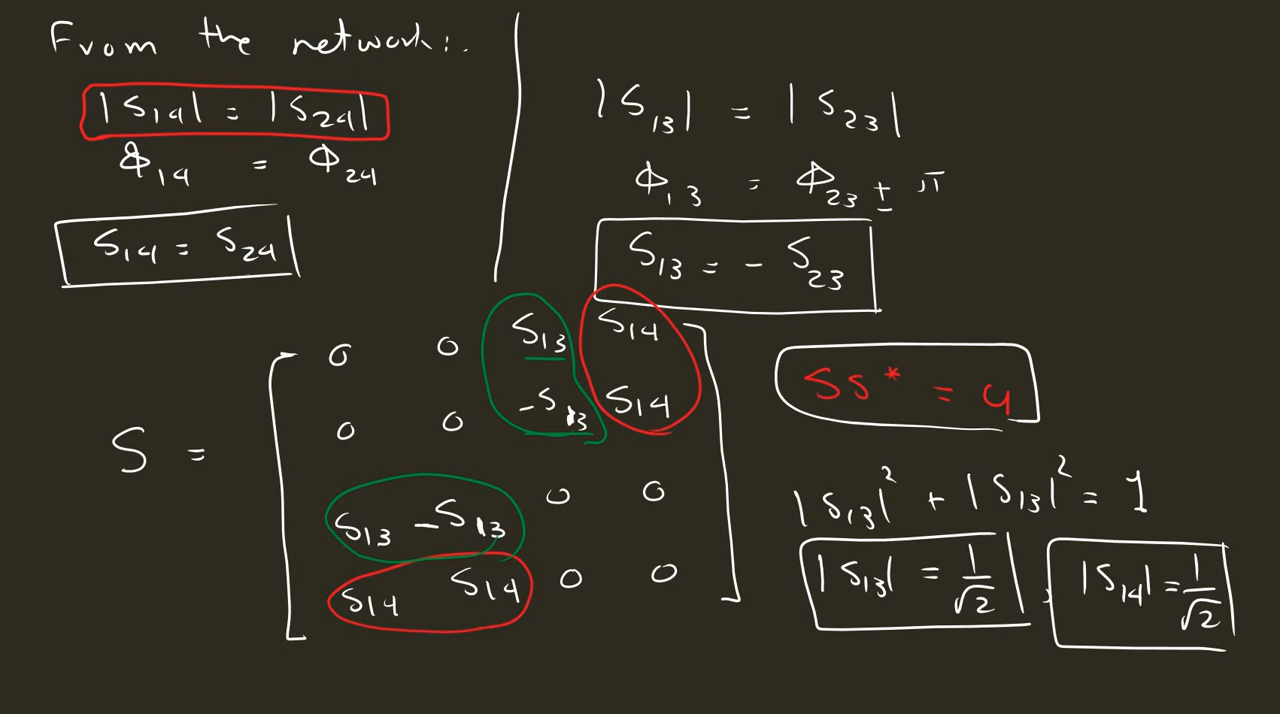 From the network:.
|S14| = |S24|
Φ14 = Φ24
S14 = S24
|S13| = |S23|
Φ13 = Φ23 ± π
S13 = - S23
S =
0 0 S13 S14
0 0 -S13 S14
S13 -S13 0 0
S14 S14 0 0
SS* = u
|S13|² + |S13|² = 1
|S13| = 1/√2 , |S14| = 1/√2